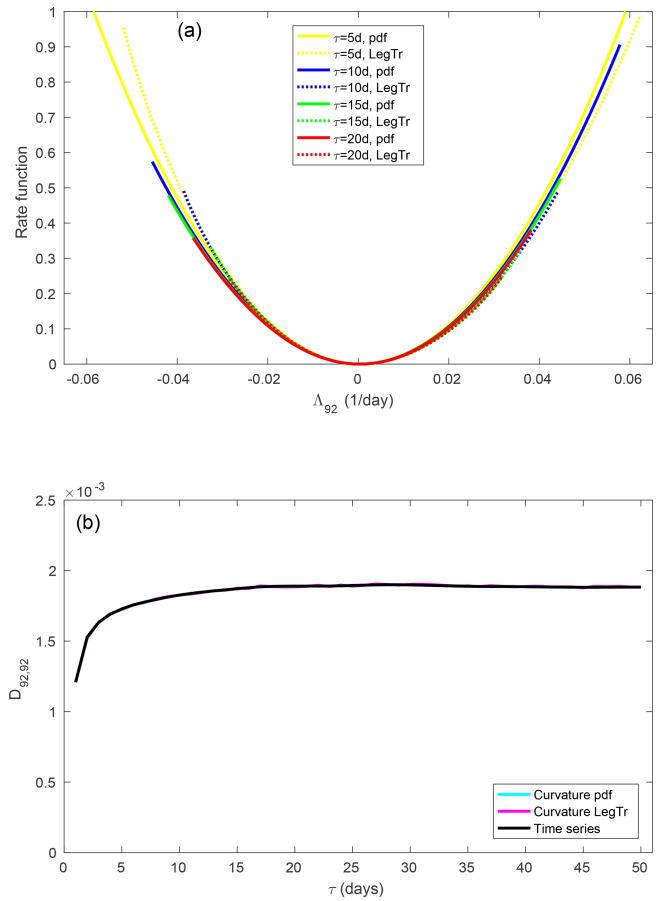 (a)
Rate function
1
0.9
0.8
0.7
0.6
0.5
0.4
0.3
0.2
0.1
0
τ=5d, pdf
τ=5d, LegTr
τ=10d, pdf
τ=10d, LegTr
τ=15d, pdf
τ=15d, LegTr
τ=20d, pdf
τ=20d, LegTr
-0.06 -0.04 -0.02 0 0.02 0.04 0.06
Λ92 (1/day)
×10^-3
(b)
D92,92
2.5
2
1.5
1
0.5
0
Curvature pdf
Curvature LegTr
Time series
0 5 10 15 20 25 30 35 40 45 50
τ (days)